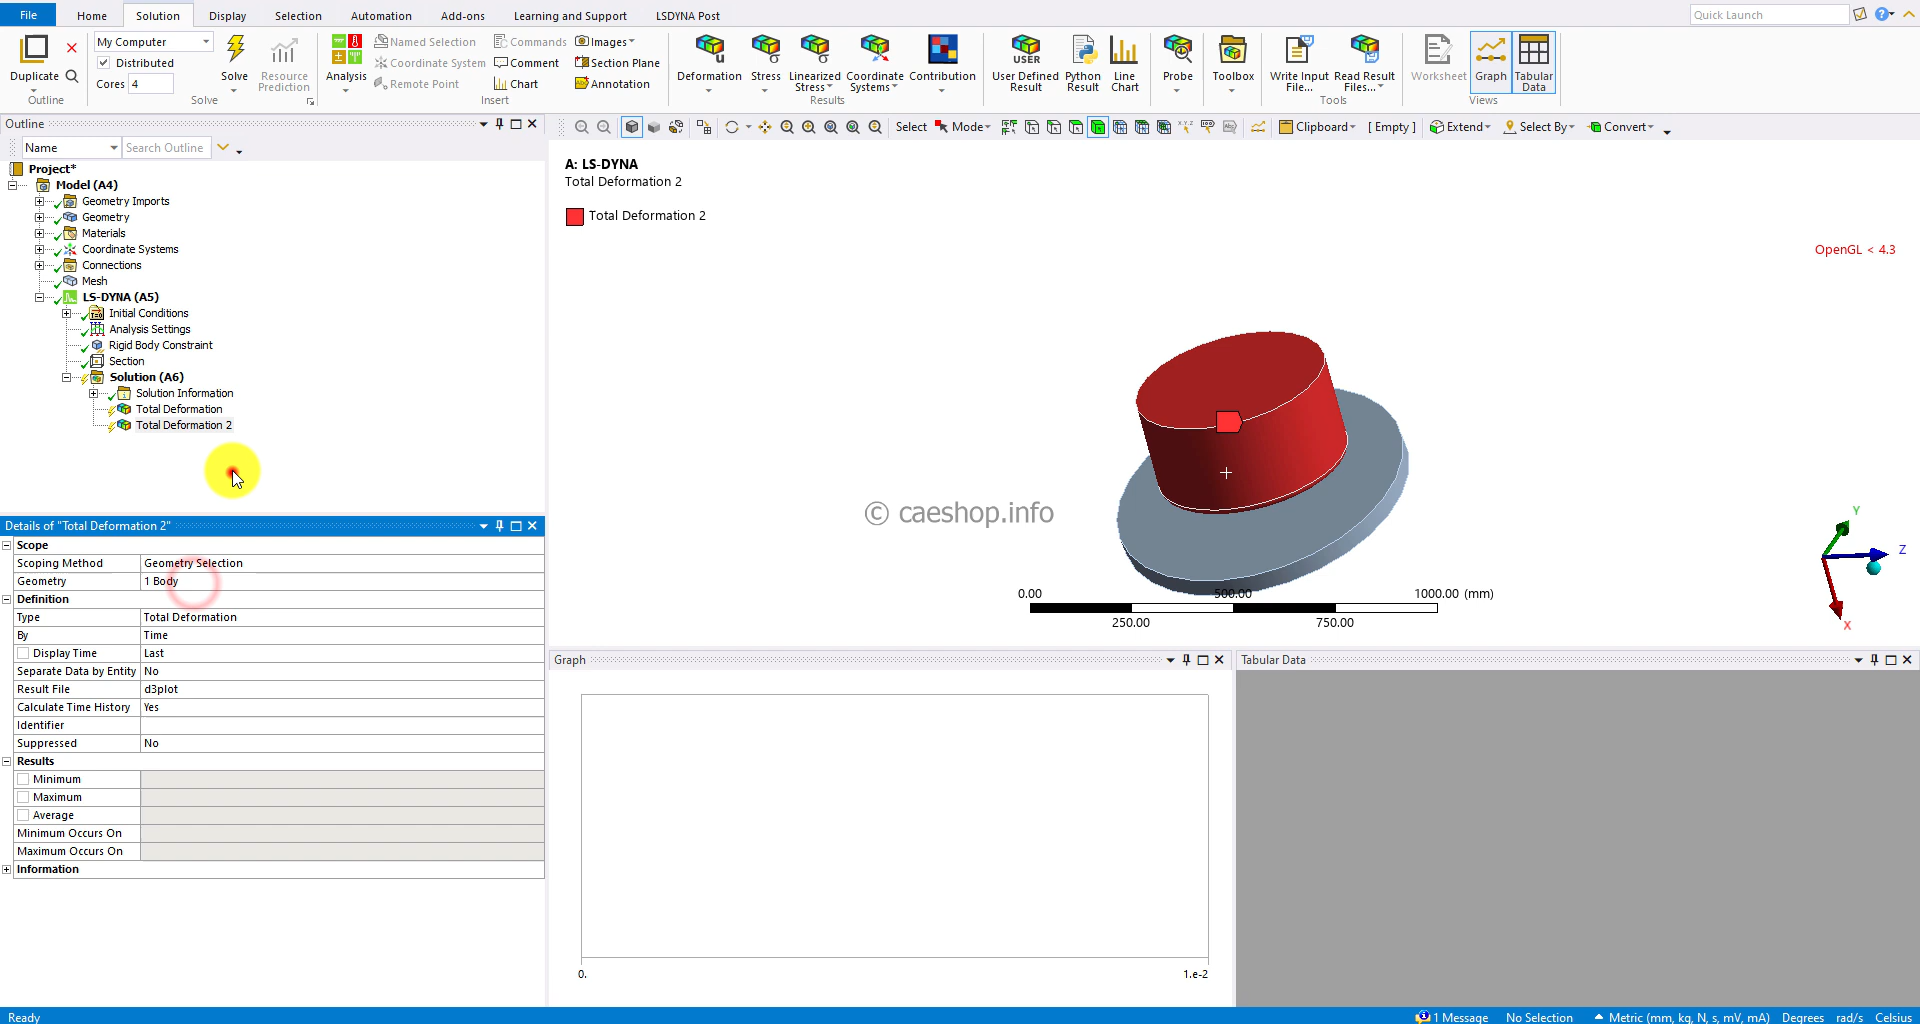 File Home Solution Display Selection Automation Add-ons Learning and Support LSDYNA Post Quick Launch
Duplicate Outline
My Computer Distributed Cores 4 Solve Resource Prediction Solve
Analysis Named Selection Coordinate System Remote Point Commands Comment Chart Images Section Plane Annotation Insert
Deformation Stress Linearized Stress Coordinate Systems Contribution Results
User Defined Result Python Result Line Chart Probe Toolbox
Write Input File... Read Result Files... Tools
Worksheet Graph Tabular Data Views
Outline
Name Search Outline
Select Mode Clipboard [ Empty ] Extend Select By Convert
Project*
Model (A4)
Geometry Imports
Geometry
Materials
Coordinate Systems
Connections
Mesh
LS-DYNA (A5)
Initial Conditions
Analysis Settings
Rigid Body Constraint
Section
Solution (A6)
Solution Information
Total Deformation
Total Deformation 2
A: LS-DYNA
Total Deformation 2
Total Deformation 2
OpenGL < 4.3
© caeshop.info
0.00 500.00 1000.00 (mm)
250.00 750.00
Y
Z
X
Details of "Total Deformation 2"
Scope
Scoping Method Geometry Selection
Geometry 1 Body
Definition
Type Total Deformation
By Time
Display Time Last
Separate Data by Entity No
Result File d3plot
Calculate Time History Yes
Identifier
Suppressed No
Results
Minimum
Maximum
Average
Minimum Occurs On
Maximum Occurs On
Information
Graph
0. 1.e-2
Tabular Data
Ready 1 Message No Selection Metric (mm, kg, N, s, mV, mA) Degrees rad/s Celsius